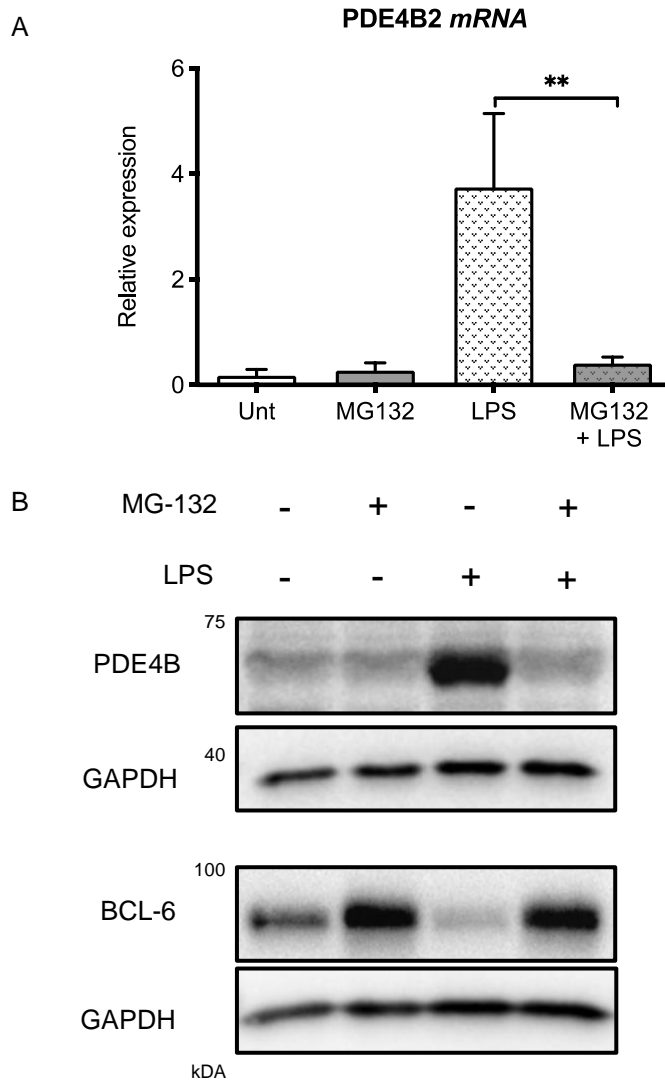 A
PDE4B2 mRNA
Relative expression
6
4
2
0
**
Unt MG132 LPS MG132
+ LPS
B
MG-132 - + - +
LPS - - + +
75
PDE4B
40
GAPDH
100
BCL-6
GAPDH
kDA